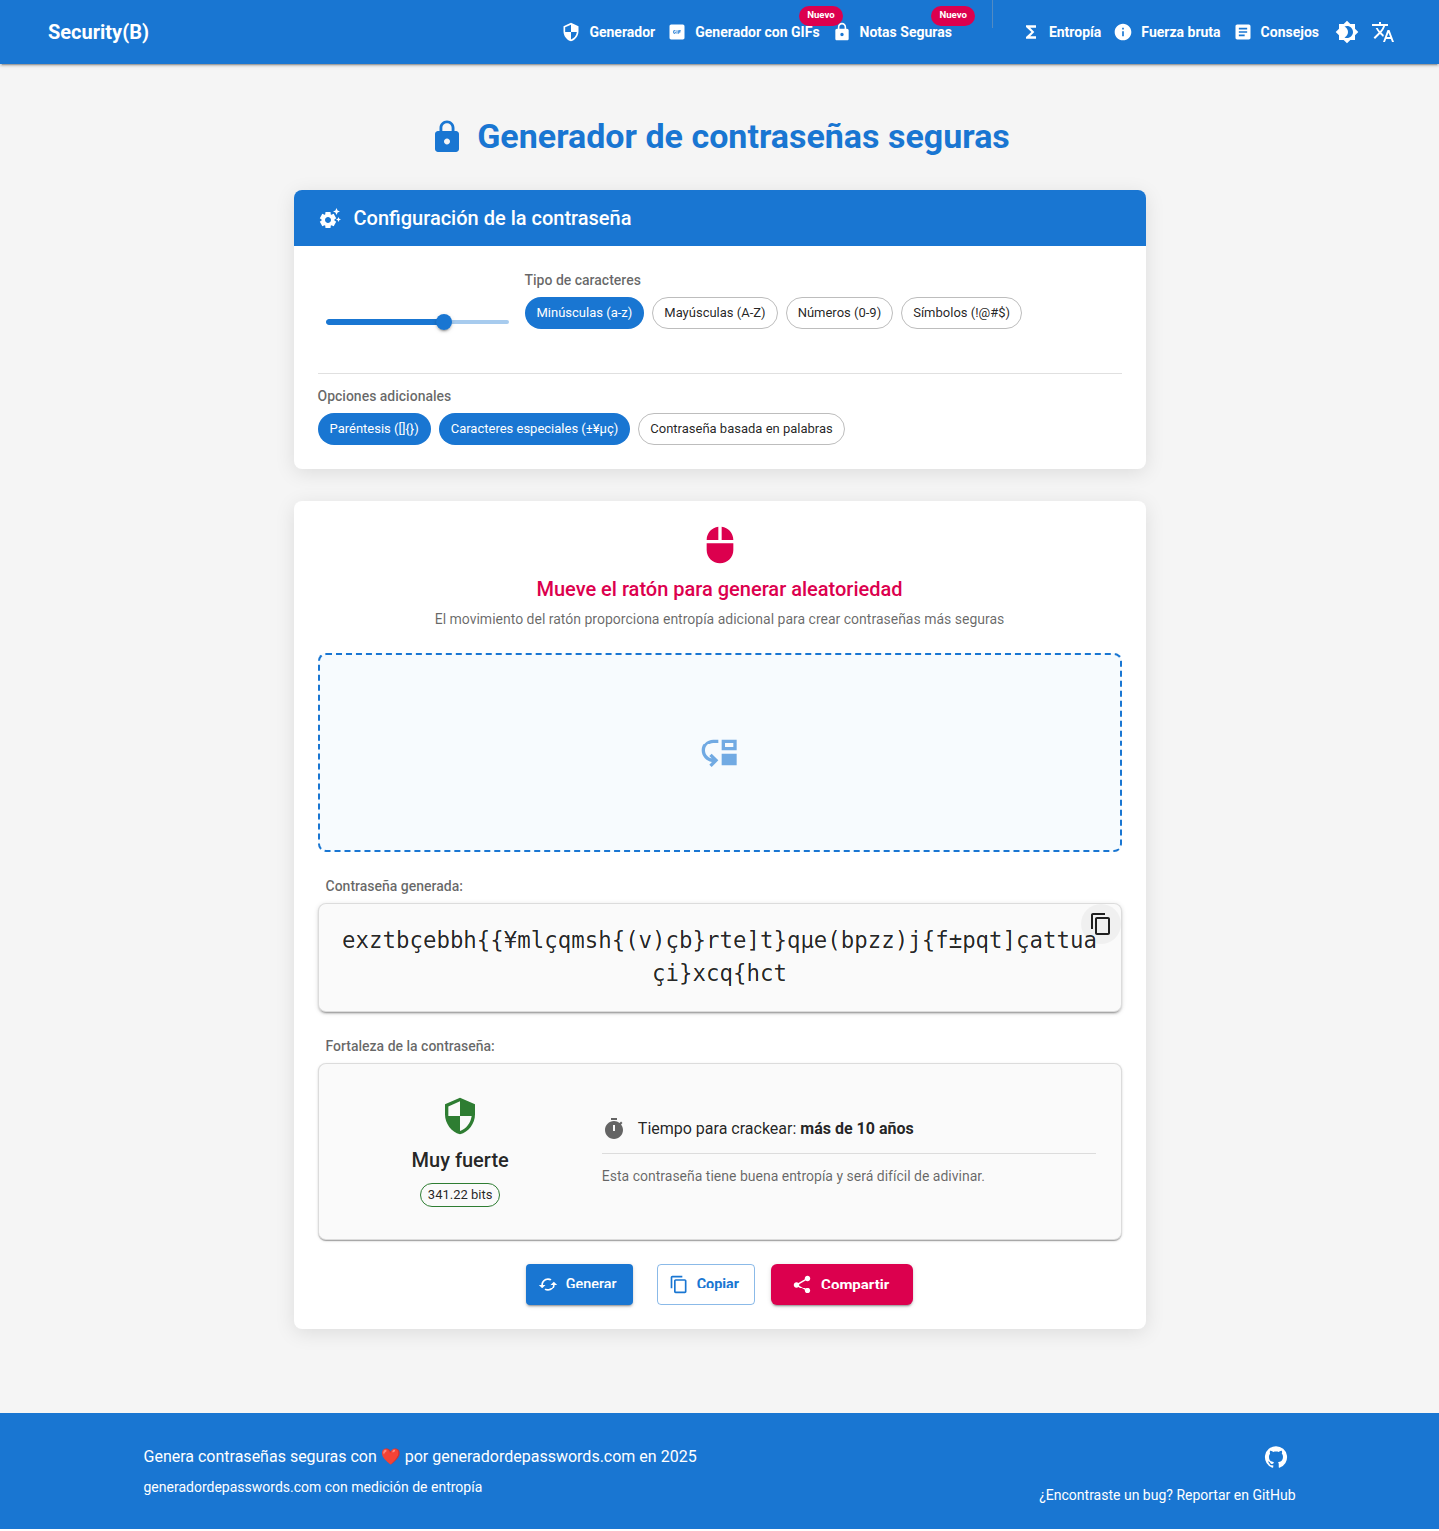 Security(B)
Generador
Generador con GIFs
Nuevo
Notas Seguras
Nuevo
Entropía
Fuerza bruta
Consejos
Generador de contraseñas seguras
Configuración de la contraseña
Tipo de caracteres
Minúsculas (a-z)
Mayúsculas (A-Z)
Números (0-9)
Símbolos (!@#$)
Opciones adicionales
Paréntesis ([]{})
Caracteres especiales (±¥µç)
Contraseña basada en palabras
Mueve el ratón para generar aleatoriedad
El movimiento del ratón proporciona entropía adicional para crear contraseñas más seguras
Contraseña generada:
exztbçebbh{{¥mlçqmsh{(v)çb}rte]t}qµe(bpzz)j{f±pqt]çattua
çi}xcq{hct
Fortaleza de la contraseña:
Muy fuerte
341.22 bits
Tiempo para crackear: más de 10 años
Esta contraseña tiene buena entropía y será difícil de adivinar.
Generar
Copiar
Compartir
Genera contraseñas seguras con ❤️ por generadordepasswords.com en 2025
generadordepasswords.com con medición de entropía
¿Encontraste un bug? Reportar en GitHub